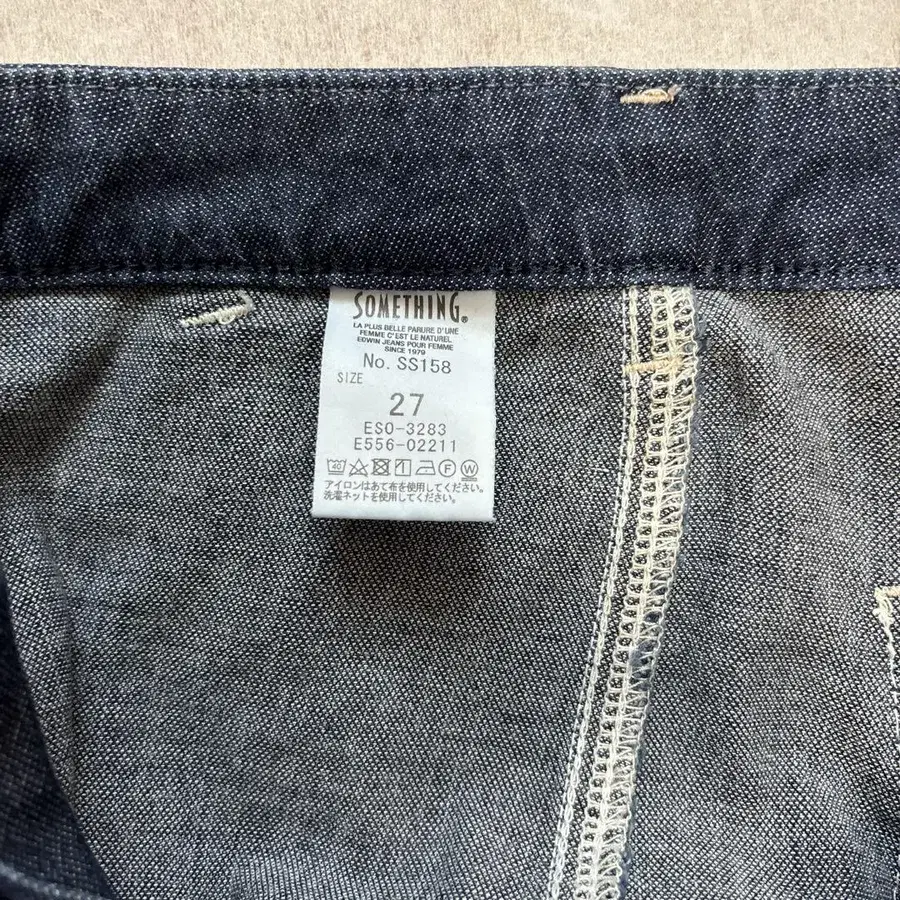 SOMETHING®
LA PLUS BELLE PARURE D'UNE
FEMME C'EST LE NATUREL
EDWIN JEANS POUR FEMME
SINCE 1979
No. SS158
SIZE
27
ES0-3283
E556-02211
40 1 F W
アイロンはあて布を使用してください。
洗濯ネットを使用してください。